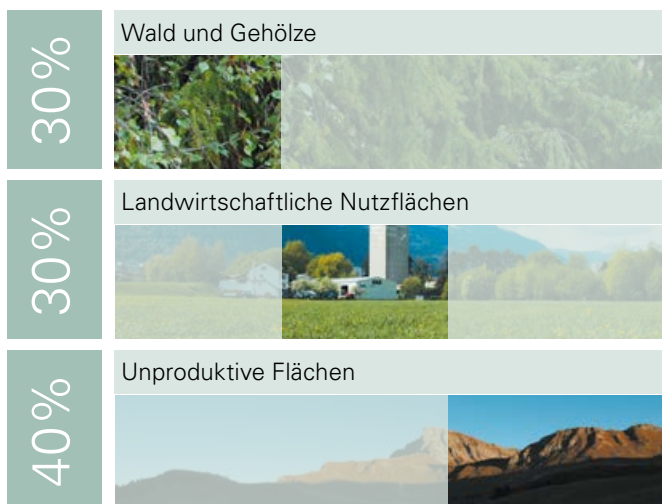 30%
Wald und Gehölze
30%
Landwirtschaftliche Nutzflächen
40%
Unproduktive Flächen